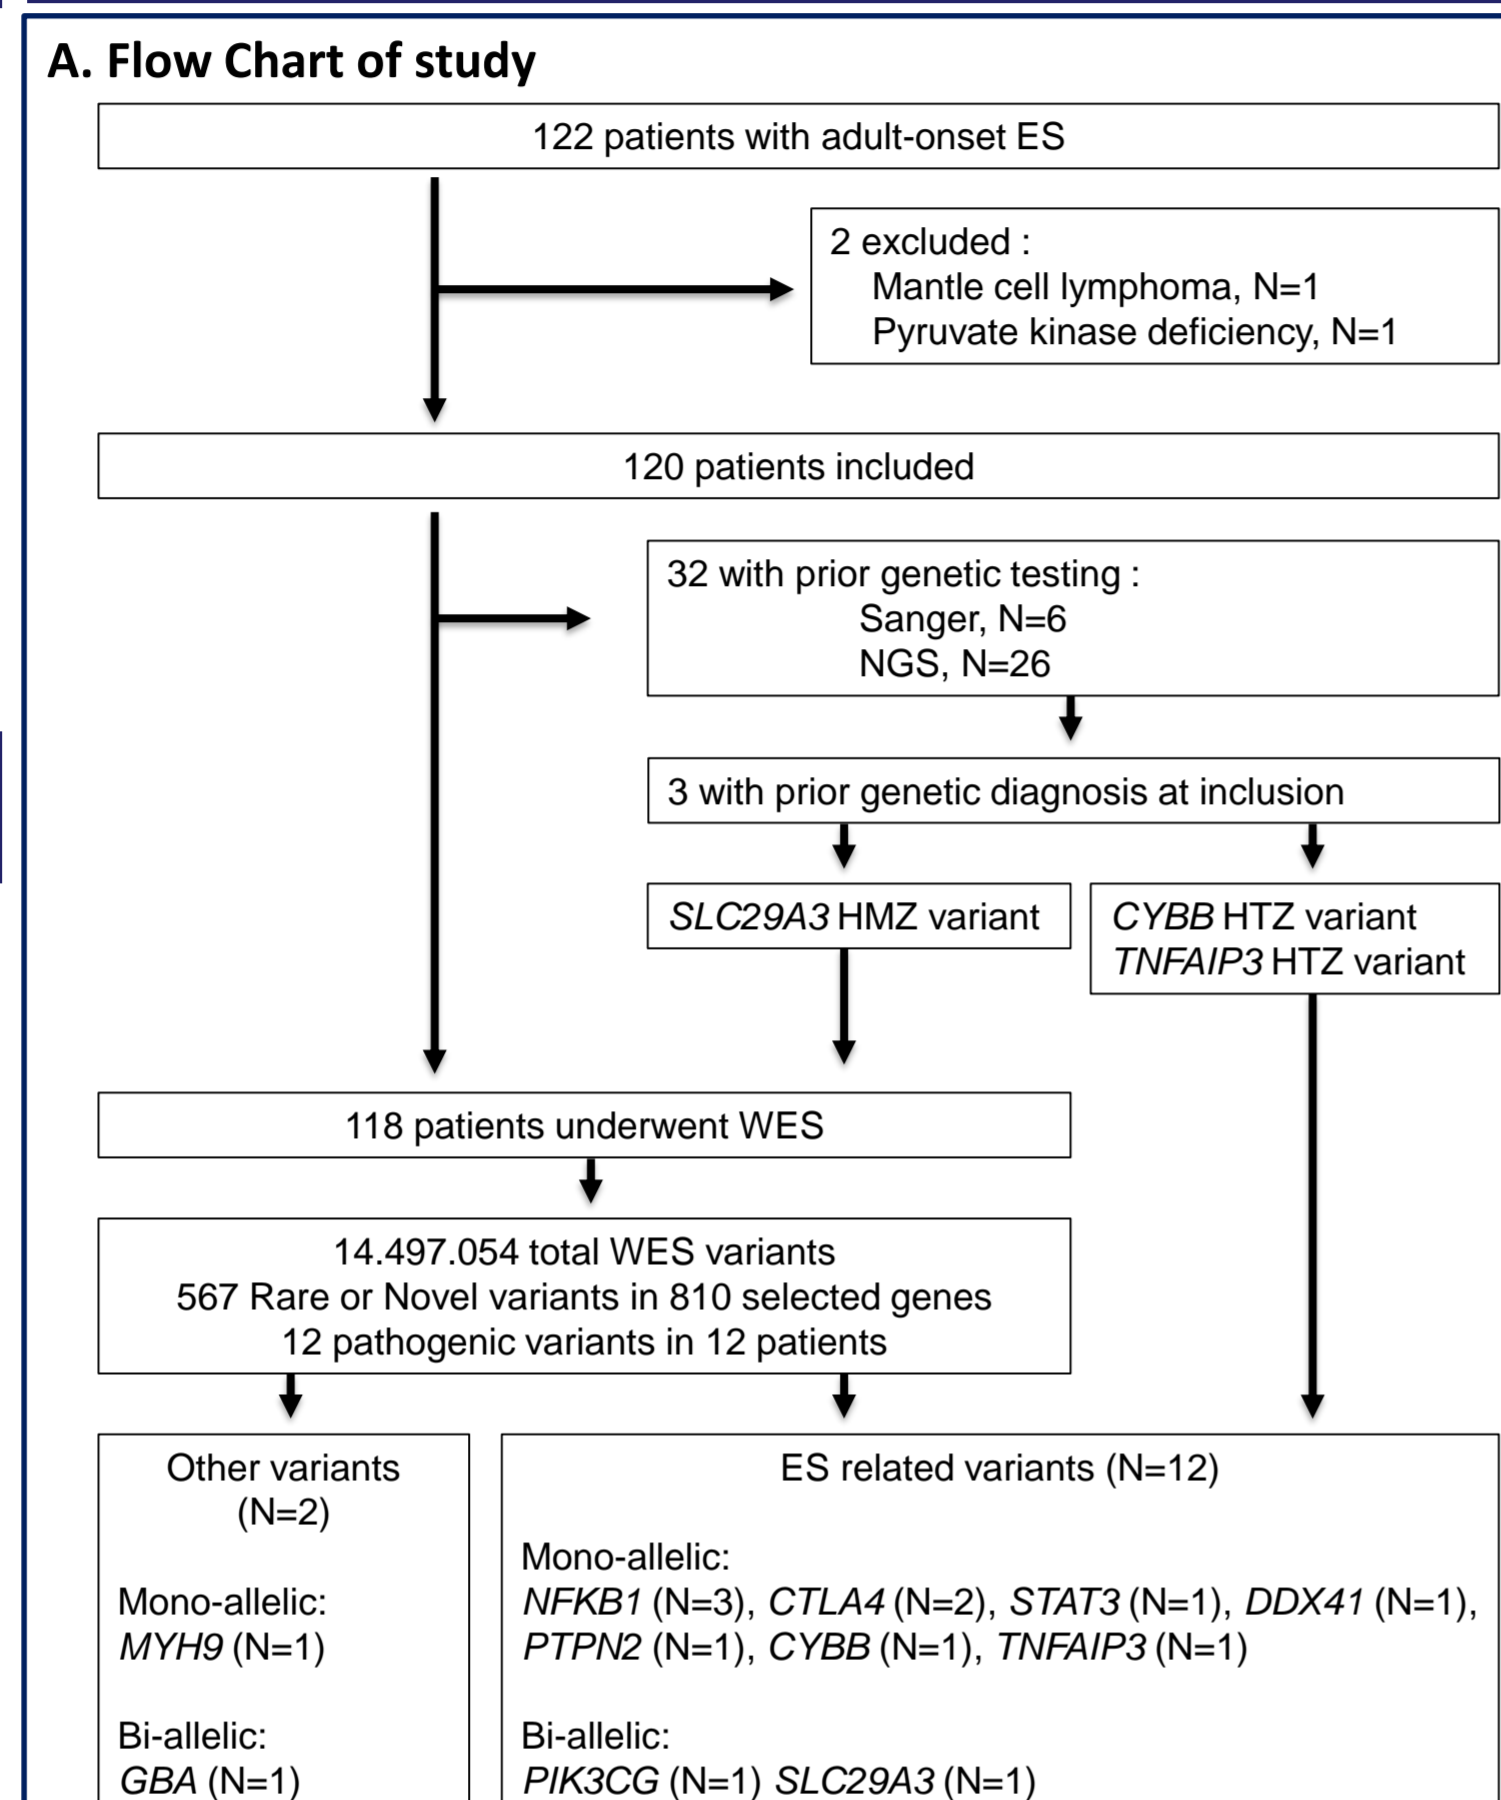 A. Flow Chart of study
122 patients with adult-onset ES
2 excluded :
Mantle cell lymphoma, N=1
Pyruvate kinase deficiency, N=1
120 patients included
32 with prior genetic testing :
Sanger, N=6
NGS, N=26
3 with prior genetic diagnosis at inclusion
SLC29A3 HMZ variant
CYBB HTZ variant
TNFAIP3 HTZ variant
118 patients underwent WES
14.497.054 total WES variants
567 Rare or Novel variants in 810 selected genes
12 pathogenic variants in 12 patients
Other variants
(N=2)
Mono-allelic:
MYH9 (N=1)
Bi-allelic:
GBA (N=1)
ES related variants (N=12)
Mono-allelic:
NFKB1 (N=3), CTLA4 (N=2), STAT3 (N=1), DDX41 (N=1),
PTPN2 (N=1), CYBB (N=1), TNFAIP3 (N=1)
Bi-allelic:
PIK3CG (N=1) SLC29A3 (N=1)